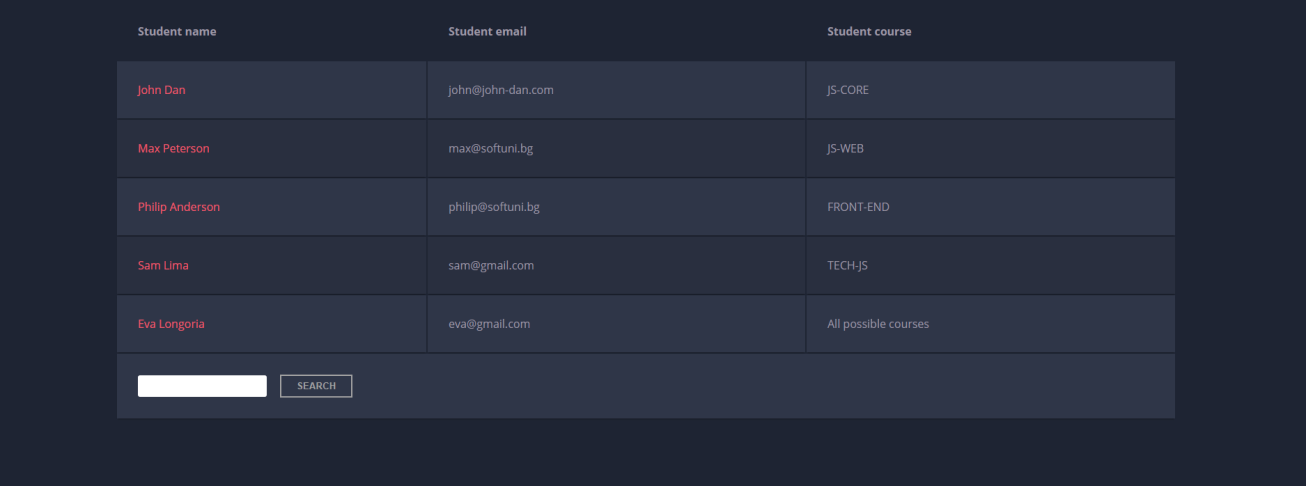 Student name Student email Student course
John Dan john@john-dan.com JS-CORE
Max Peterson max@softuni.bg JS-WEB
Philip Anderson philip@softuni.bg FRONT-END
Sam Lima sam@gmail.com TECH-JS
Eva Longoria eva@gmail.com All possible courses
SEARCH